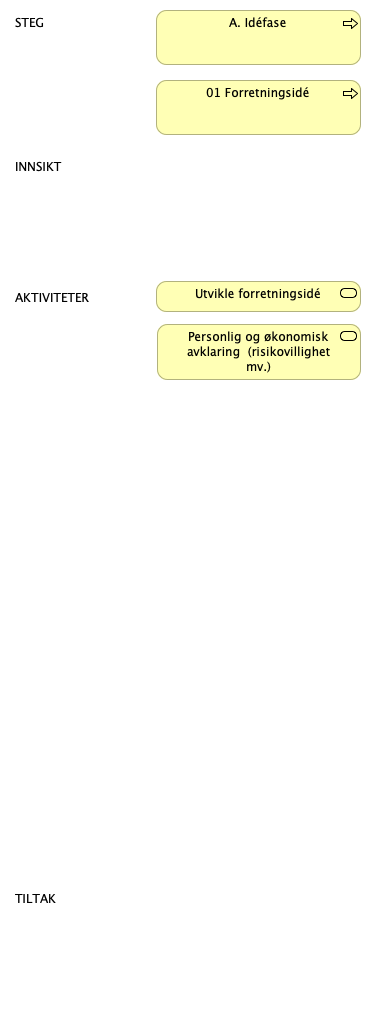 STEG
A. Idéfase
01 Forretningsidé
INNSIKT
AKTIVITETER
Utvikle forretningsidé
Personlig og økonomisk
avklaring (risikovillighet
mv.)
TILTAK